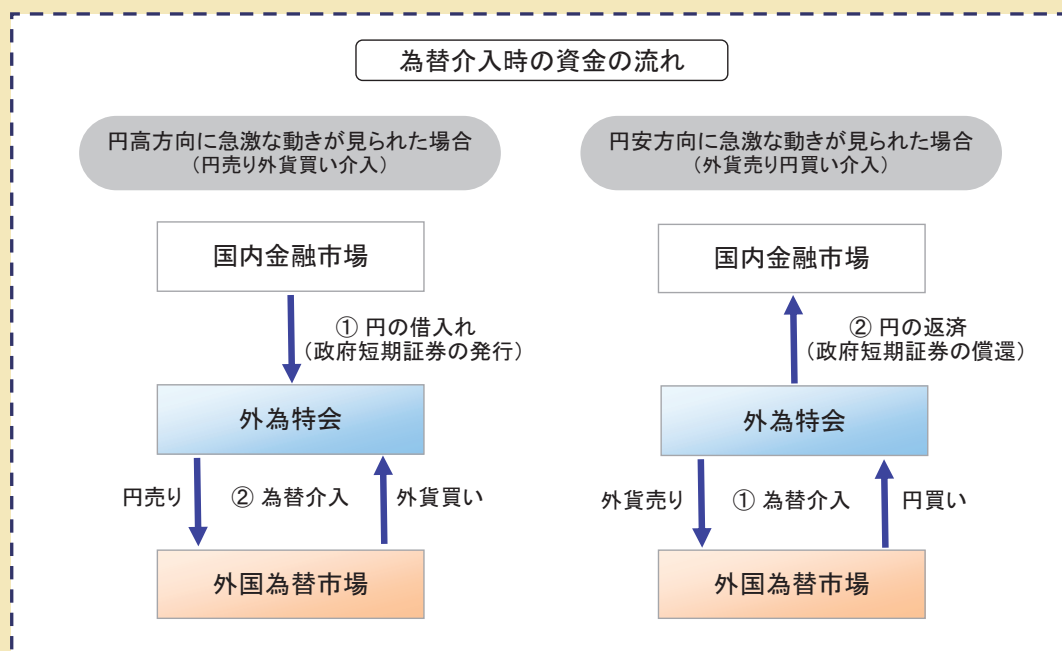 為替介入時の資金の流れ
円高方向に急激な動きが見られた場合
（円売り外貨買い介入）
国内金融市場
① 円の借入れ
（政府短期証券の発行）
外為特会
円売り
② 為替介入
外貨買い
外国為替市場
円安方向に急激な動きが見られた場合
（外貨売り円買い介入）
国内金融市場
② 円の返済
（政府短期証券の償還）
外為特会
外貨売り
① 為替介入
円買い
外国為替市場